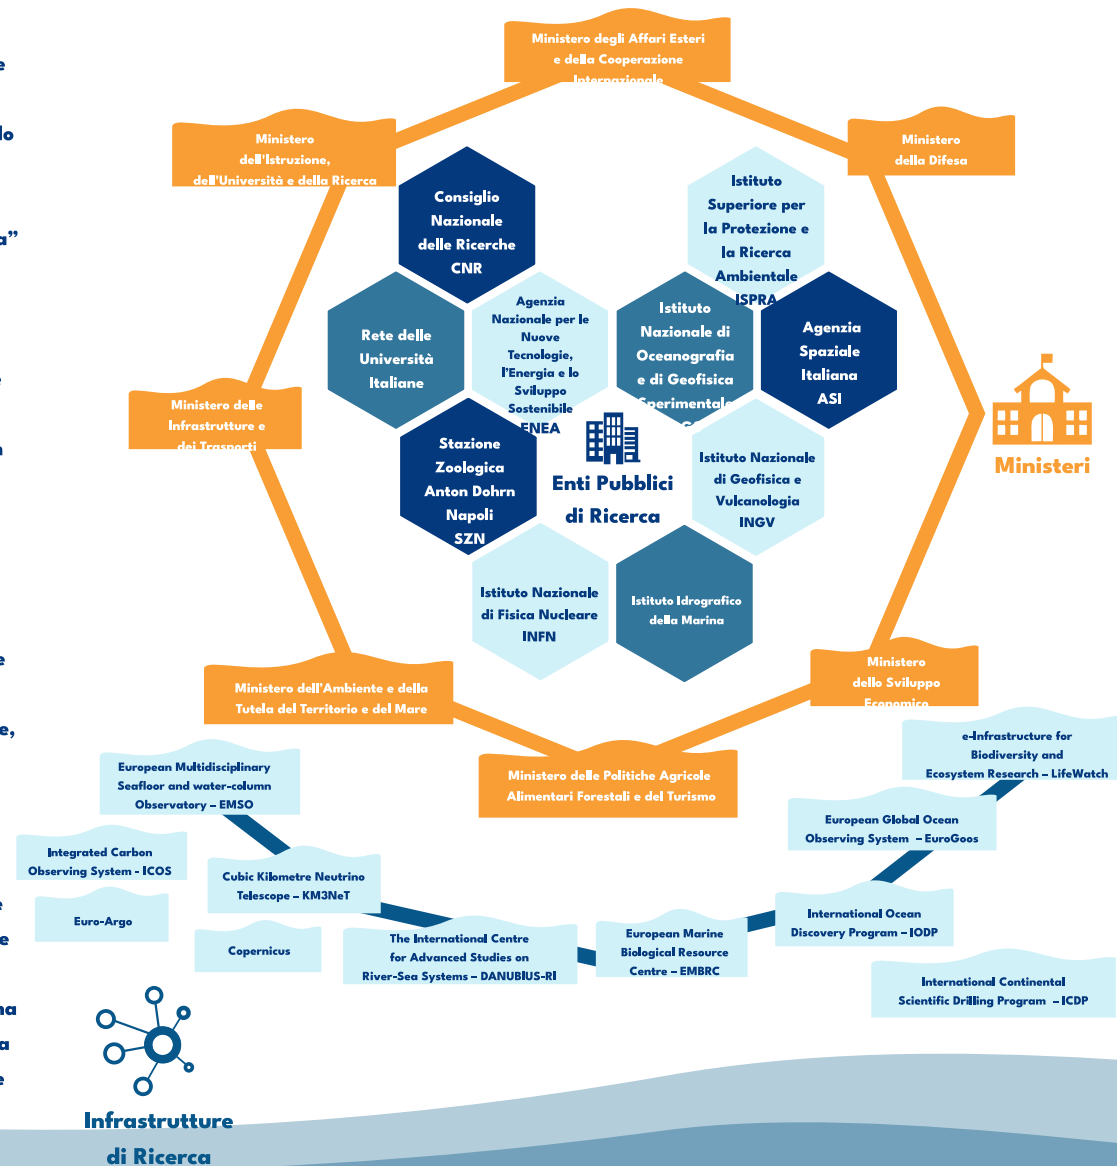 Ministero degli Affari Esteri
e della Cooperazione
Internazionale
Ministero
dell'Istruzione,
dell'Università e della Ricerca
Ministero
della Difesa
Consiglio
Nazionale
delle Ricerche
CNR
Istituto
Superiore per
la Protezione e
la Ricerca
Ambientale
ISPRA
Rete delle
Università
Italiane
Agenzia
Nazionale per le
Nuove
Tecnologie,
l'Energia e lo
Sviluppo
Sostenibile
ENEA
Istituto
Nazionale di
Oceanografia
e di Geofisica
Sperimentale
Agenzia
Spaziale
Italiana
ASI
Ministero delle
Infrastrutture e
dei Trasporti
Stazione
Zoologica
Anton Dohrn
Napoli
SZN
Enti Pubblici
di Ricerca
Istituto Nazionale
di Geofisica e
Vulcanologia
INGV
Ministeri
Istituto Nazionale
di Fisica Nucleare
INFN
Istituto Idrografico
della Marina
Ministero dell'Ambiente e della
Tutela del Territorio e del Mare
Ministero
dello Sviluppo
Economico
Ministero delle Politiche Agricole
Alimentari Forestali e del Turismo
European Multidisciplinary
Seafloor and water-column
Observatory – EMSO
e-Infrastructure for
Biodiversity and
Ecosystem Research – LifeWatch
Integrated Carbon
Observing System - ICOS
European Global Ocean
Observing System – EuroGoos
Cubic Kilometre Neutrino
Telescope – KM3NeT
Euro-Argo
International Ocean
Discovery Program – IODP
Copernicus
The International Centre
for Advanced Studies on
River-Sea Systems – DANUBIUS-RI
European Marine
Biological Resource
Centre – EMBRC
International Continental
Scientific Drilling Program – ICDP
Infrastrutture
di Ricerca